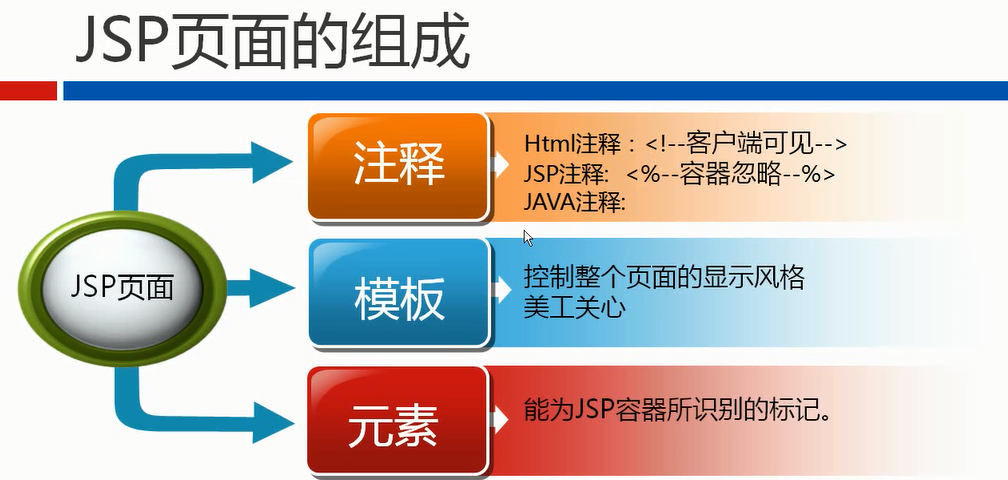 JSP页面的组成
JSP页面
注释
Html注释：<!--客户端可见-->
JSP注释: <%--容器忽略--%>
JAVA注释:
模板
控制整个页面的显示风格
美工关心
元素
能为JSP容器所识别的标记。